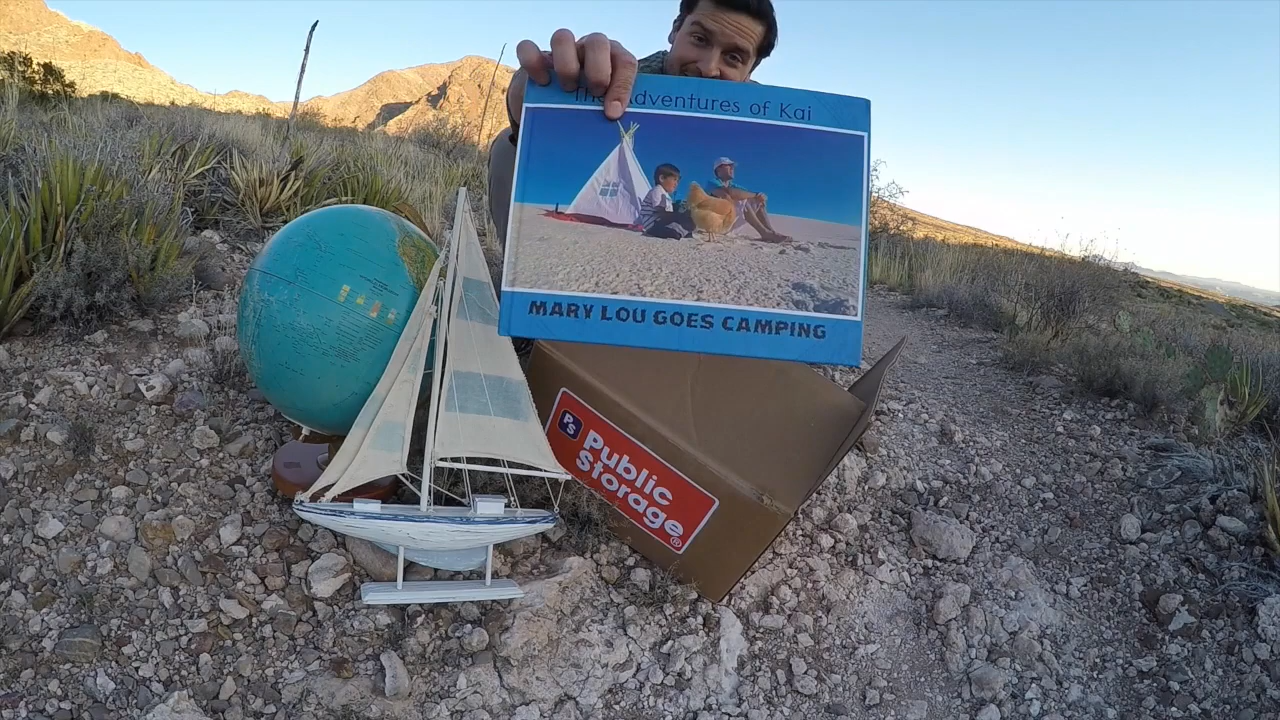 The Adventures of Kai
MARY LOU GOES CAMPING
PS
Public
Storage®